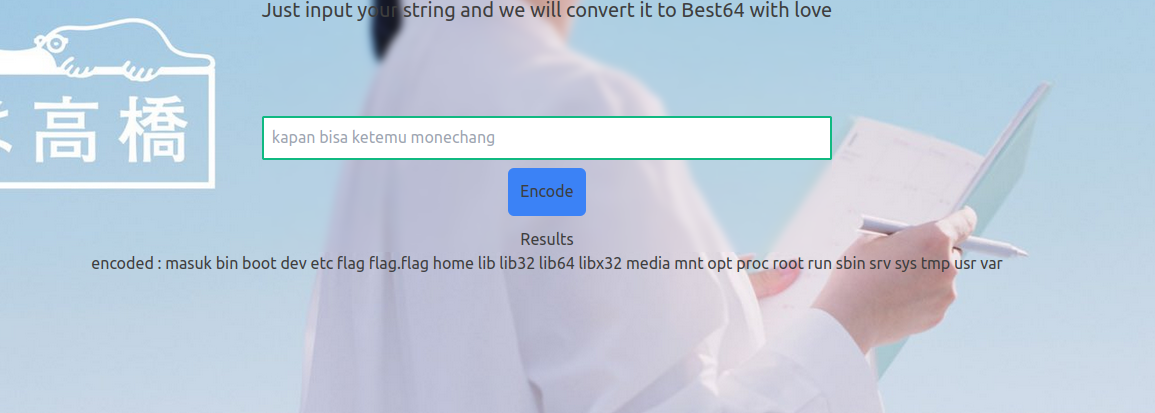 Just input your string and we will convert it to Best64 with love
高橋
kapan bisa ketemu monechang
Encode
Results
encoded : masuk bin boot dev etc flag flag.flag home lib lib32 lib64 libx32 media mnt opt proc root run sbin srv sys tmp usr var